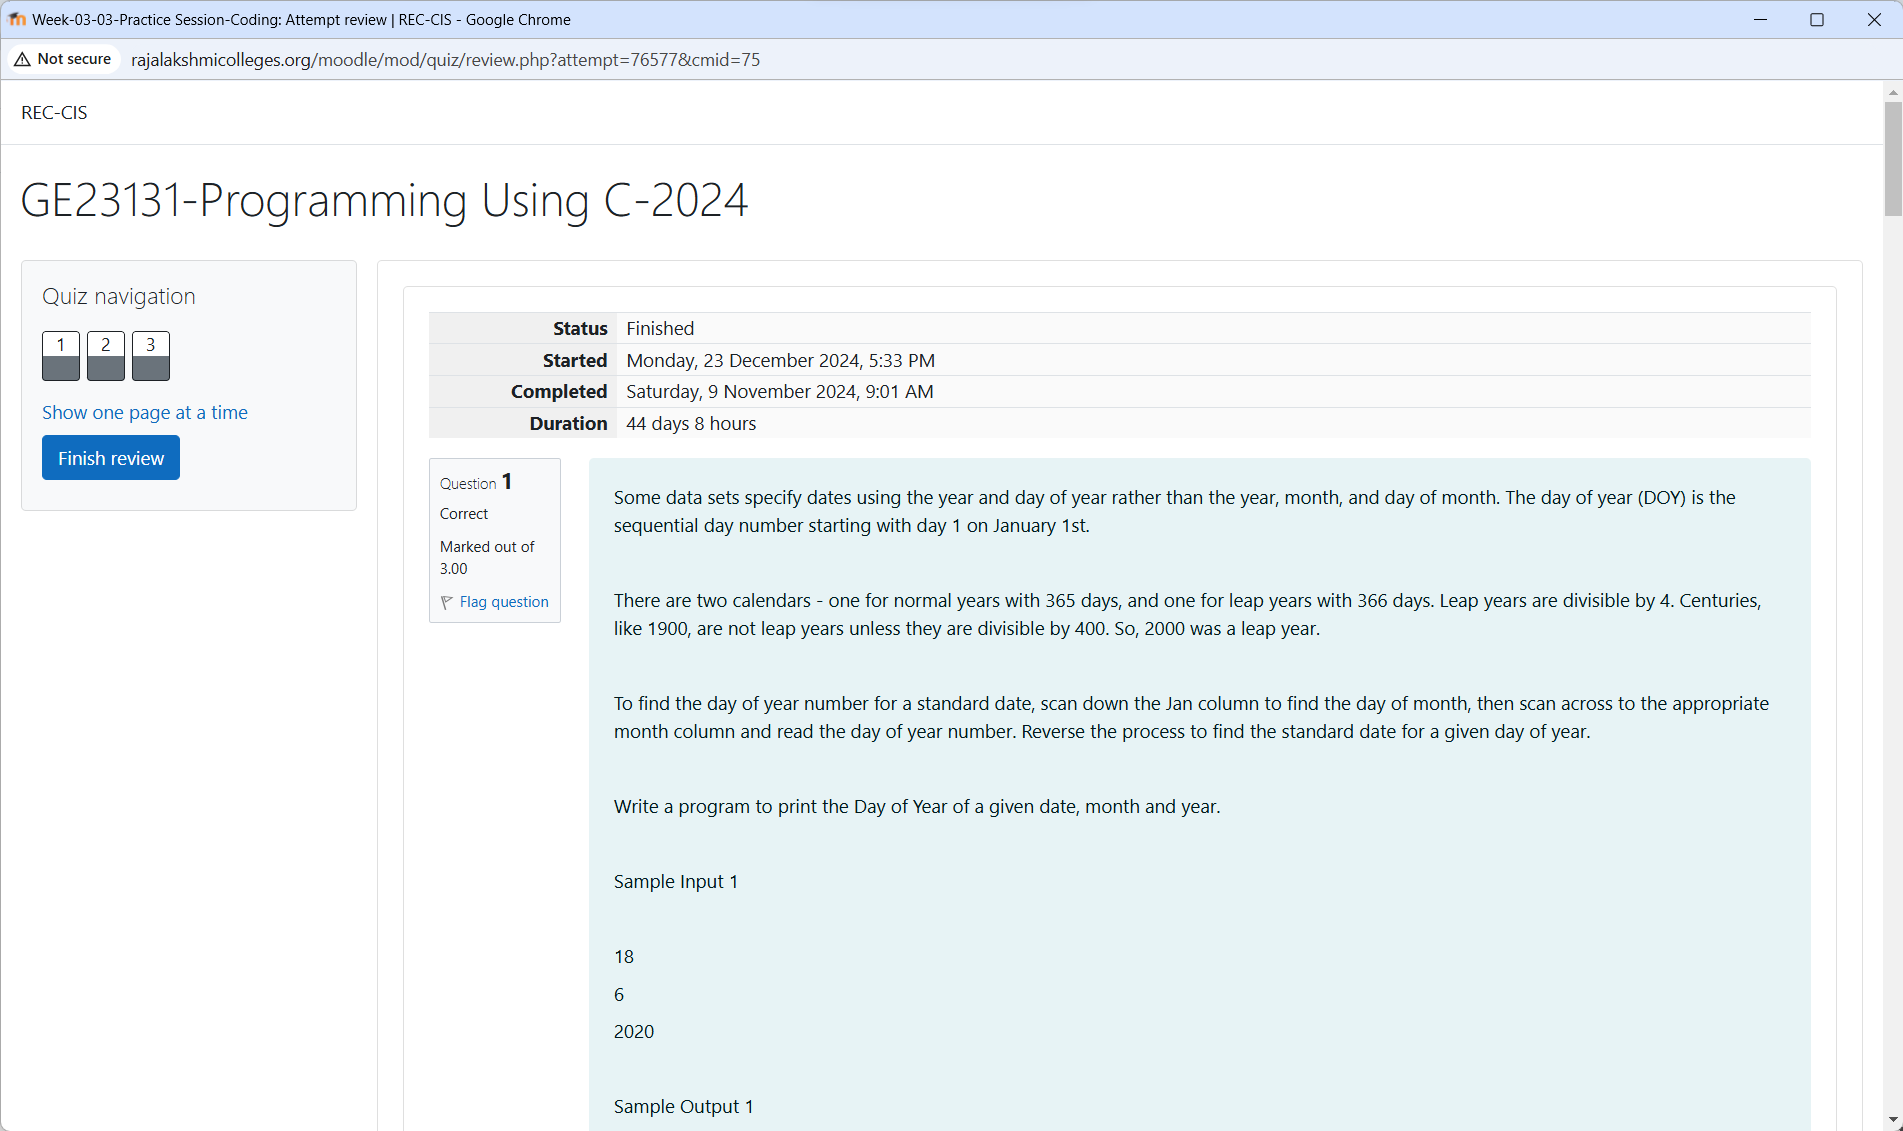 Week-03-03-Practice Session-Coding: Attempt review | REC-CIS - Google Chrome
Not secure rajalakshmicolleges.org/moodle/mod/quiz/review.php?attempt=76577&cmid=75
REC-CIS
GE23131-Programming Using C-2024
Quiz navigation
1 2 3
Show one page at a time
Finish review
Status Finished
Started Monday, 23 December 2024, 5:33 PM
Completed Saturday, 9 November 2024, 9:01 AM
Duration 44 days 8 hours
Question 1
Correct
Marked out of
3.00
Flag question
Some data sets specify dates using the year and day of year rather than the year, month, and day of month. The day of year (DOY) is the
sequential day number starting with day 1 on January 1st.
There are two calendars - one for normal years with 365 days, and one for leap years with 366 days. Leap years are divisible by 4. Centuries,
like 1900, are not leap years unless they are divisible by 400. So, 2000 was a leap year.
To find the day of year number for a standard date, scan down the Jan column to find the day of month, then scan across to the appropriate
month column and read the day of year number. Reverse the process to find the standard date for a given day of year.
Write a program to print the Day of Year of a given date, month and year.
Sample Input 1
18
6
2020
Sample Output 1